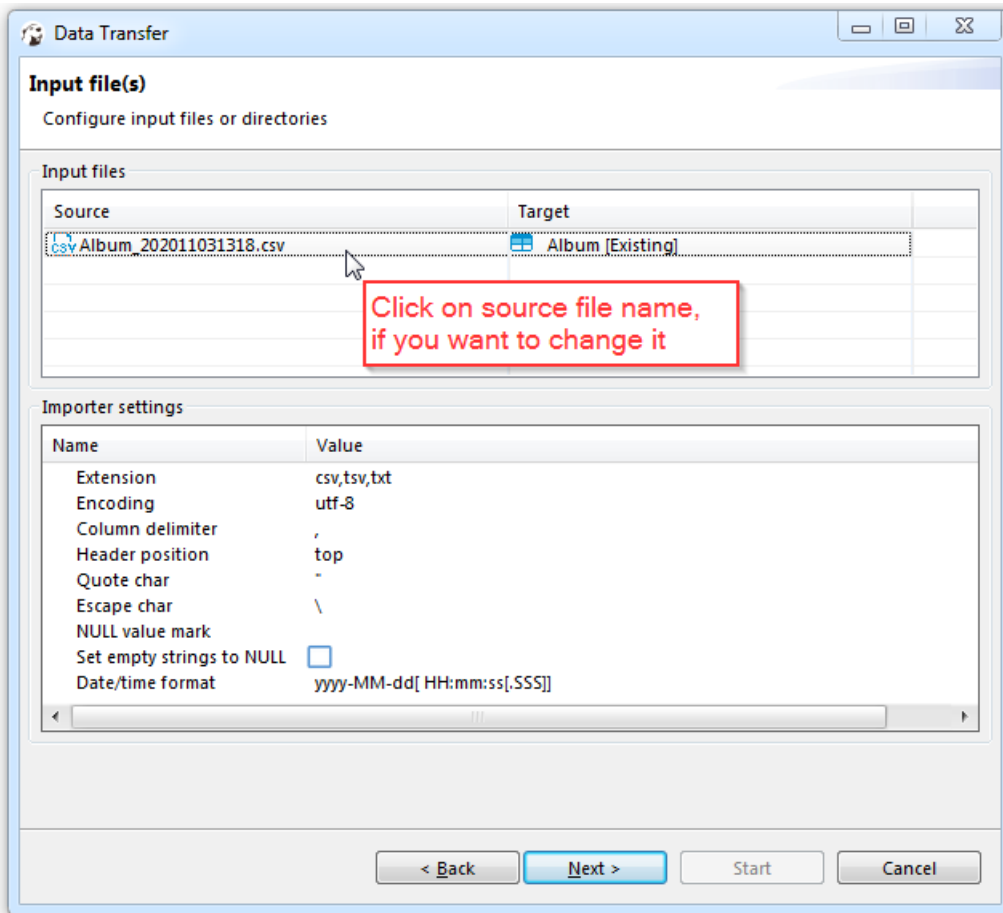 Data Transfer
Input file(s)
Configure input files or directories
Input files
Source Target
CSV Album_202011031318.csv Album [Existing]
Click on source file name,
if you want to change it
Importer settings
Name Value
Extension csv,tsv,txt
Encoding utf-8
Column delimiter ,
Header position top
Quote char "
Escape char \
NULL value mark
Set empty strings to NULL
Date/time format yyyy-MM-dd[ HH:mm:ss[.SSS]]
< Back Next > Start Cancel